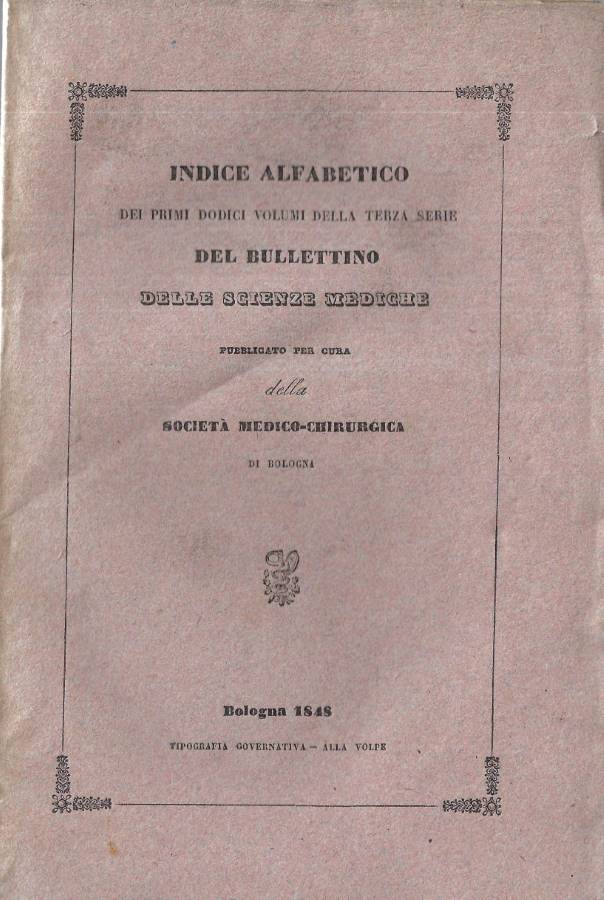 INDICE ALFABETICO
DEI PRIMI DODICI VOLUMI DELLA TERZA SERIE
DEL BULLETTINO
DELLE SCIENZE MEDICHE
PUBBLICATO PER CURA
della
SOCIETÀ MEDICO-CHIRURGICA
DI BOLOGNA
Bologna 1848
TIPOGRAFIA GOVERNATIVA — ALLA VOLPE